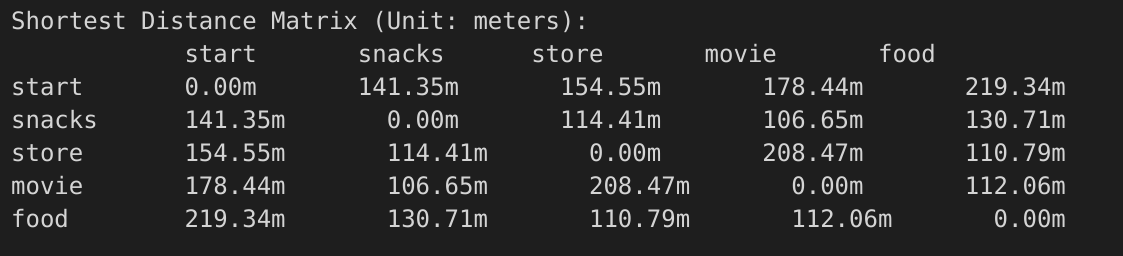 Shortest Distance Matrix (Unit: meters):
            start       snacks      store       movie       food
start       0.00m       141.35m       154.55m       178.44m       219.34m
snacks      141.35m       0.00m       114.41m       106.65m       130.71m
store       154.55m       114.41m       0.00m       208.47m       110.79m
movie       178.44m       106.65m       208.47m       0.00m       112.06m
food        219.34m       130.71m       110.79m       112.06m       0.00m